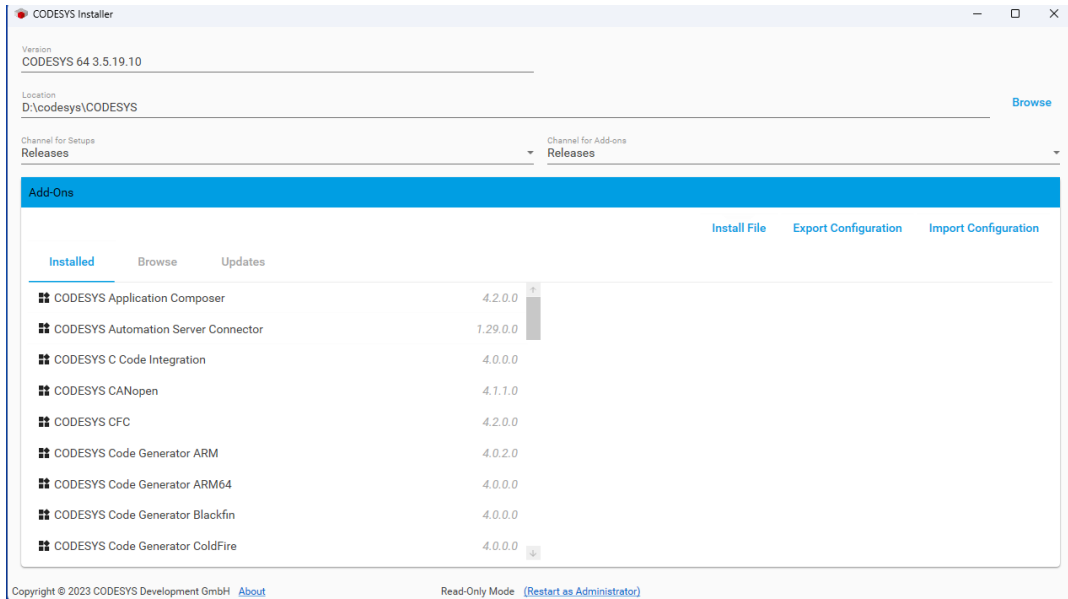 CODESYS Installer
Version
CODESYS 64 3.5.19.10
Location
D:\codesys\CODESYS
Browse
Channel for Setups
Releases
Channel for Add-ons
Releases
Add-Ons
Install File Export Configuration Import Configuration
Installed Browse Updates
CODESYS Application Composer 4.2.0.0
CODESYS Automation Server Connector 1.29.0.0
CODESYS C Code Integration 4.0.0.0
CODESYS CANopen 4.1.1.0
CODESYS CFC 4.2.0.0
CODESYS Code Generator ARM 4.0.2.0
CODESYS Code Generator ARM64 4.0.0.0
CODESYS Code Generator Blackfin 4.0.0.0
CODESYS Code Generator ColdFire 4.0.0.0
Copyright © 2023 CODESYS Development GmbH About Read-Only Mode (Restart as Administrator)